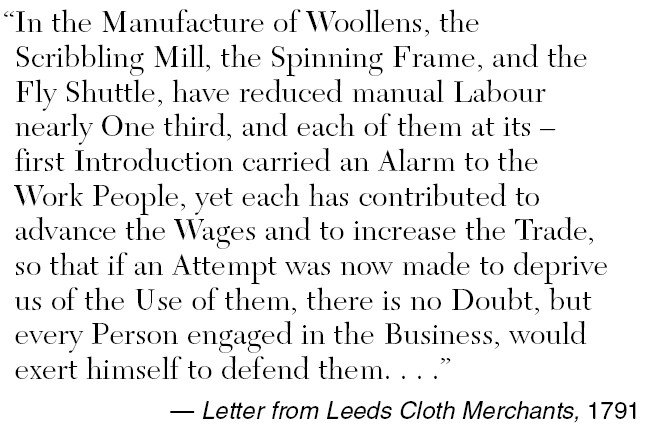 “In the Manufacture of Woollens, the
Scribbling Mill, the Spinning Frame, and the
Fly Shuttle, have reduced manual Labour
nearly One third, and each of them at its –
first Introduction carried an Alarm to the
Work People, yet each has contributed to
advance the Wages and to increase the Trade,
so that if an Attempt was now made to deprive
us of the Use of them, there is no Doubt, but
every Person engaged in the Business, would
exert himself to defend them. . . .”
— Letter from Leeds Cloth Merchants, 1791